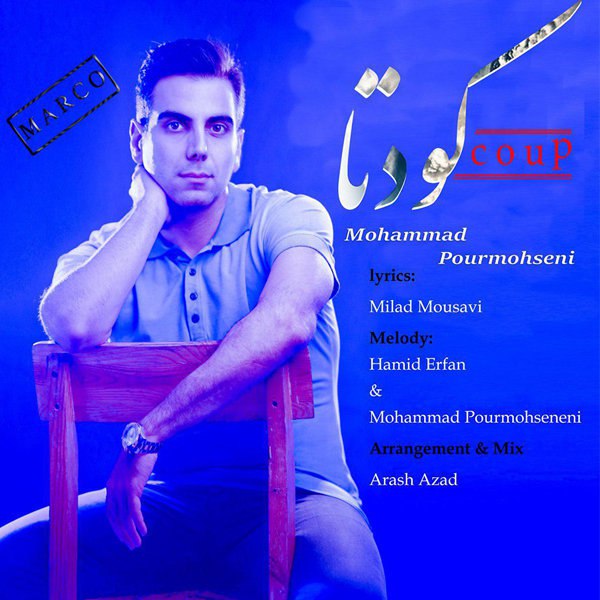 MARCO
کودتا
coup
Mohammad
Pourmohseni
lyrics:
Milad Mousavi
Melody:
Hamid Erfan
&
Mohammad Pourmohseneni
Arrangement & Mix
Arash Azad